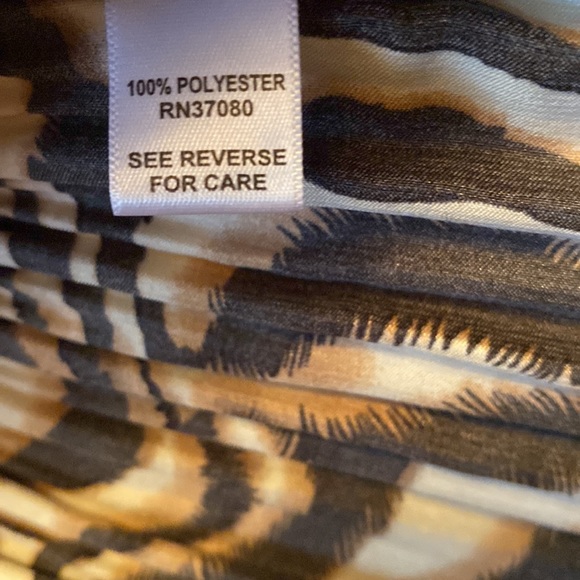 100% POLYESTER
RN37080
SEE REVERSE
FOR CARE